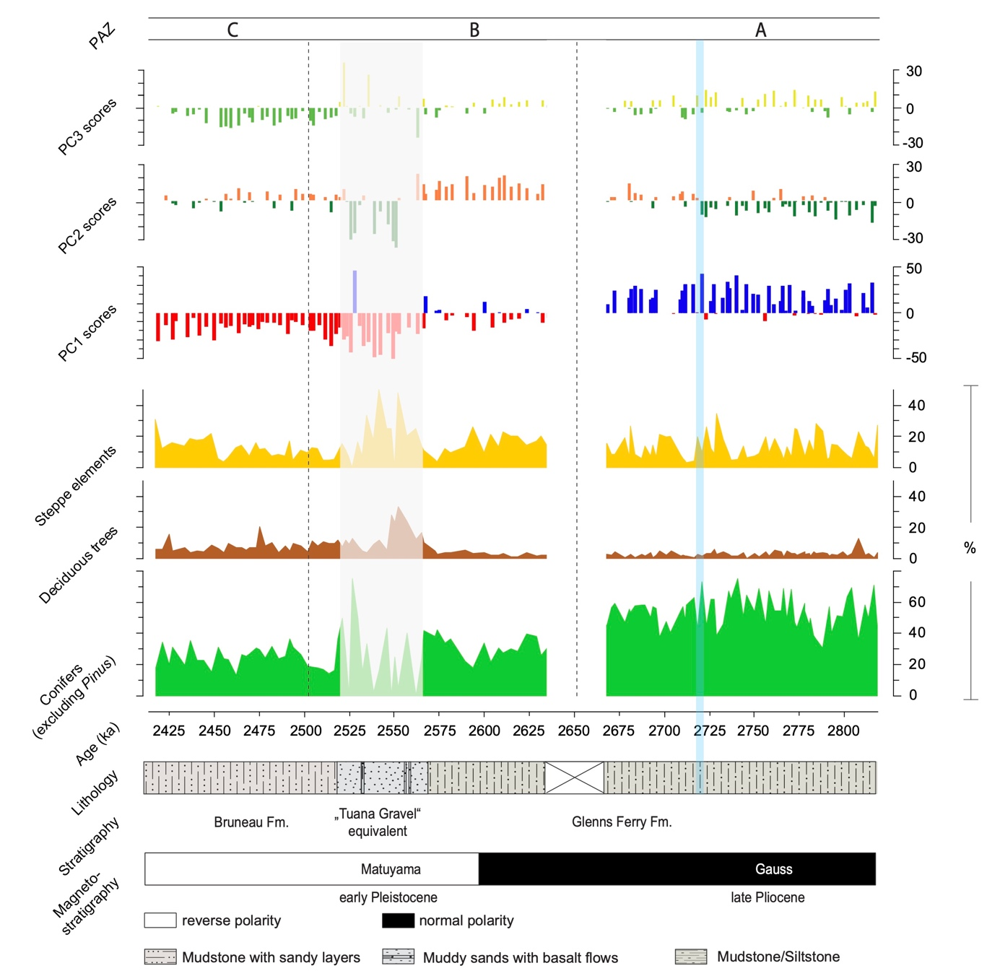 PAZ C B A
PC3 scores
30
0
-30
PC2 scores
30
0
-30
PC1 scores
50
0
-50
Steppe elements
40
20
0
Deciduous trees
40
20
0
%
Conifers
(excluding Pinus)
60
40
20
0
Age (ka)
2425 2450 2475 2500 2525 2550 2575 2600 2625 2650 2675 2700 2725 2750 2775 2800
Lithology
Stratigraphy
Bruneau Fm.
„Tuana Gravel“
equivalent
Glenns Ferry Fm.
Magneto-
stratigraphy
Matuyama Gauss
early Pleistocene late Pliocene
reverse polarity normal polarity
Mudstone with sandy layers Muddy sands with basalt flows Mudstone/Siltstone